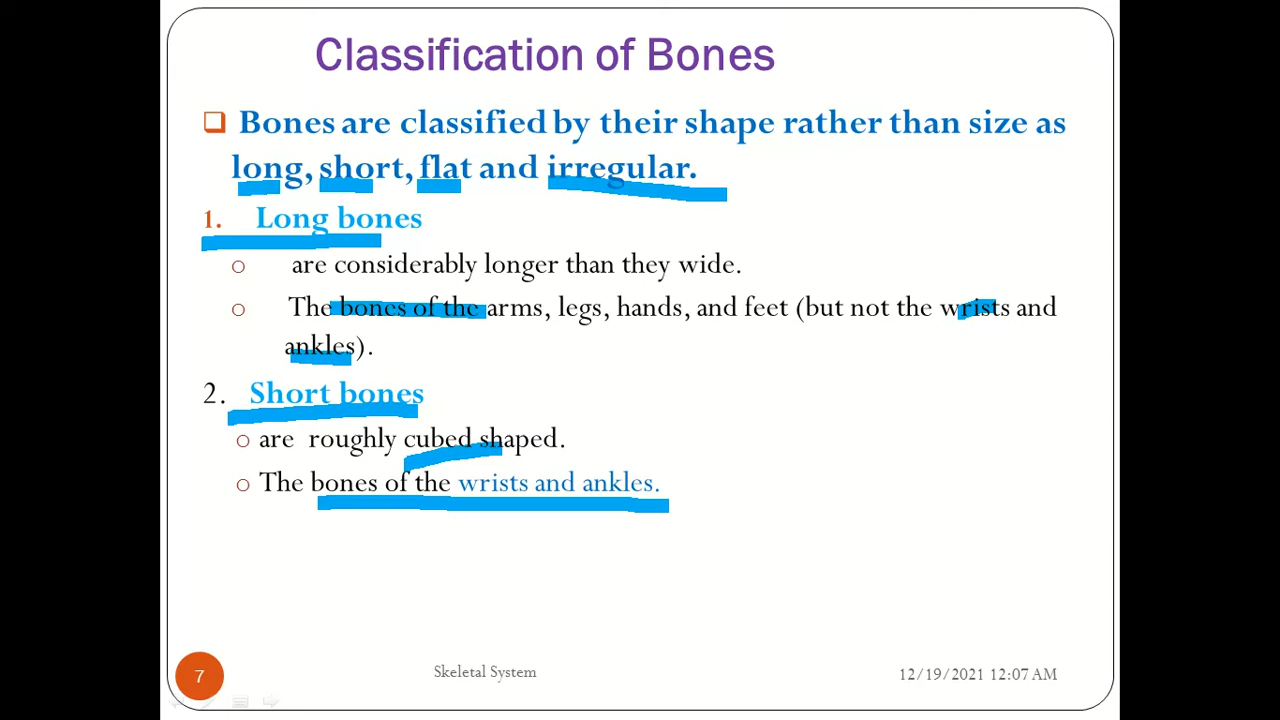 Classification of Bones
❑ Bones are classified by their shape rather than size as
long, short, flat and irregular.
1. Long bones
o are considerably longer than they wide.
o The bones of the arms, legs, hands, and feet (but not the wrists and
ankles).
2. Short bones
o are roughly cubed shaped.
o The bones of the wrists and ankles.
7
Skeletal System
12/19/2021 12:07 AM